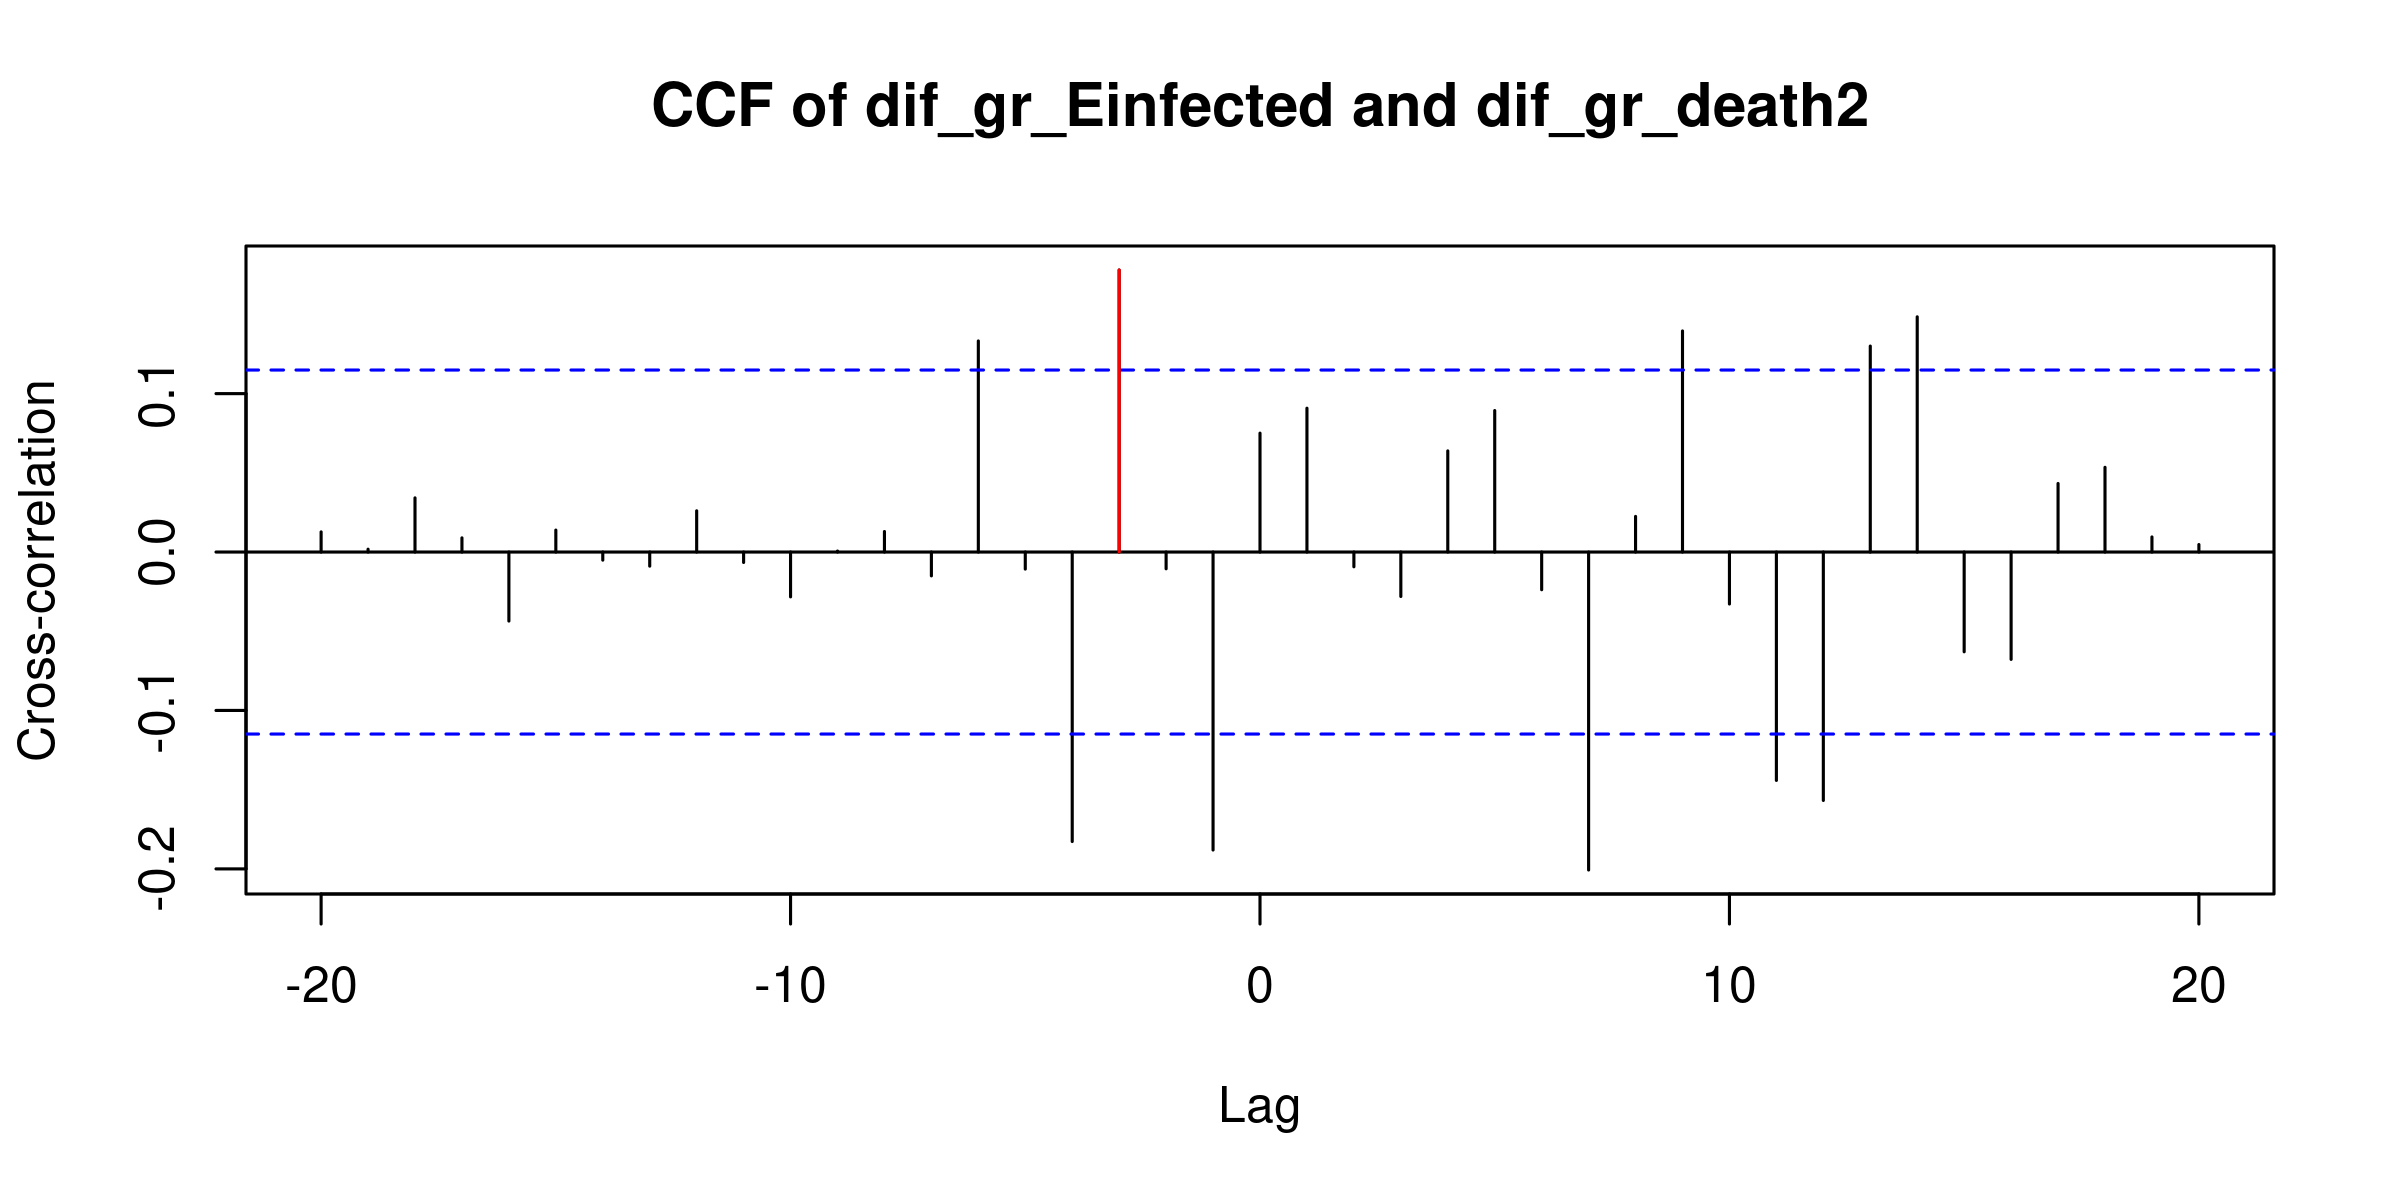 CCF of dif_gr_Einfected and dif_gr_death2
Cross-correlation
0.1
0.0
-0.1
-0.2
-20 -10 0 10 20
Lag